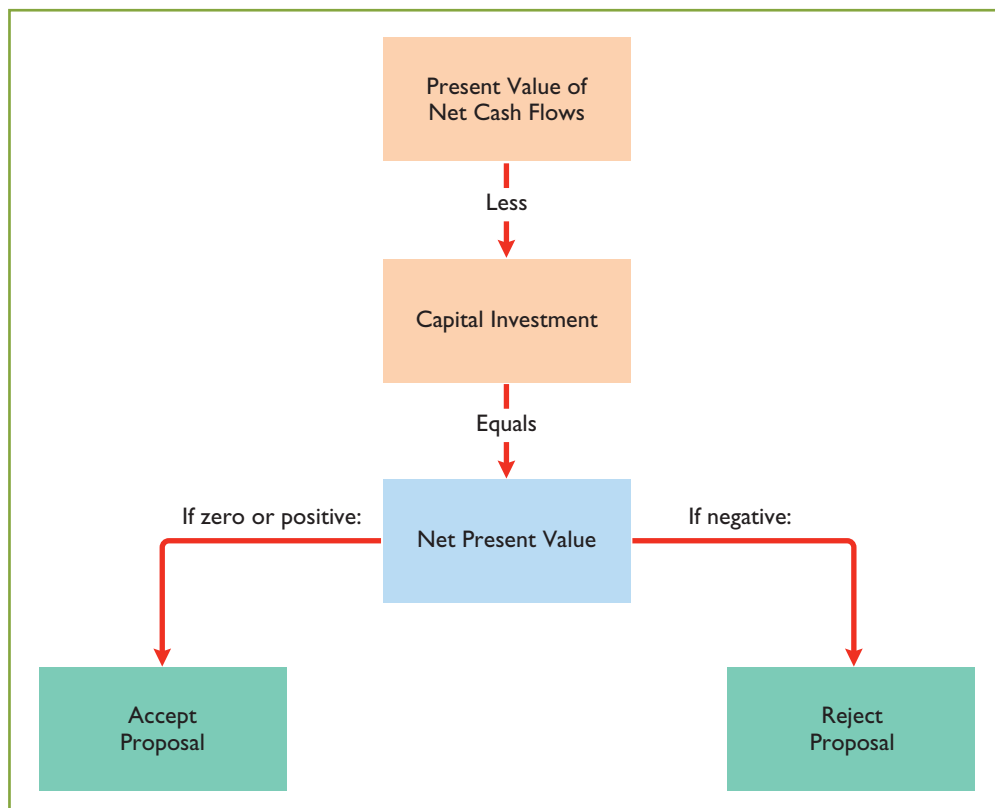 Present Value of
Net Cash Flows
Less
Capital Investment
Equals
If zero or positive:
If negative:
Net Present Value
Accept
Proposal
Reject
Proposal